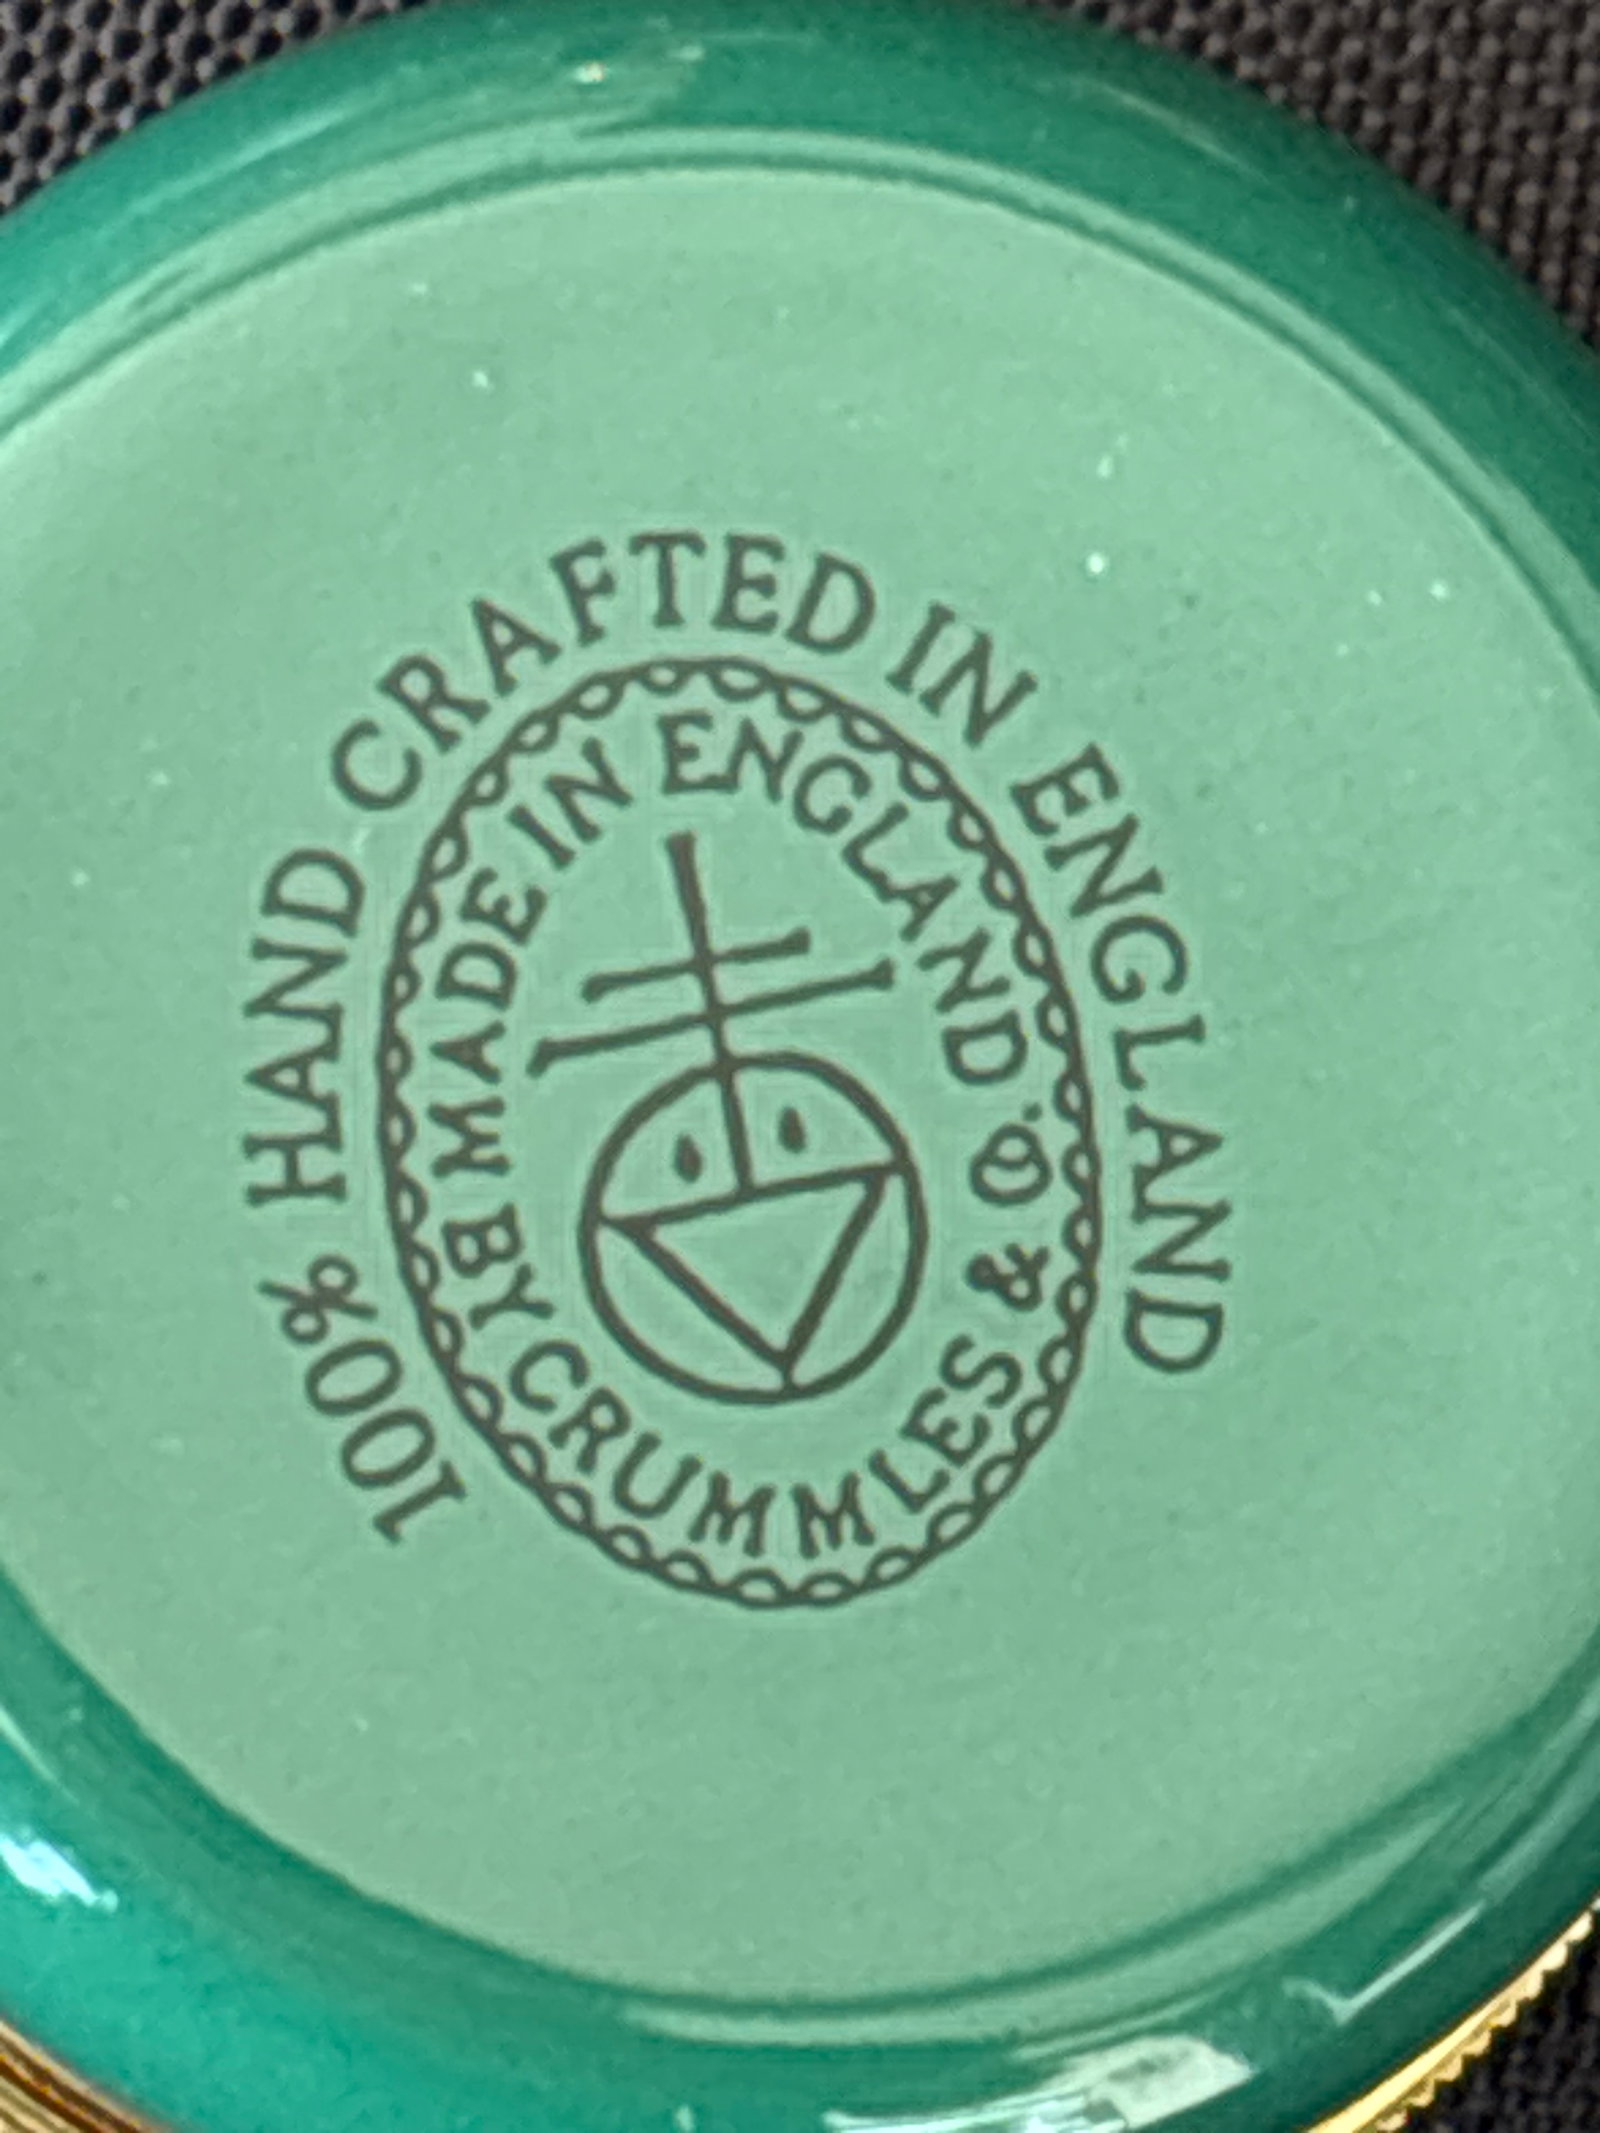 100% HAND CRAFTED IN ENGLAND
MADE IN ENGLAND
BY CRUMMLES & Co.